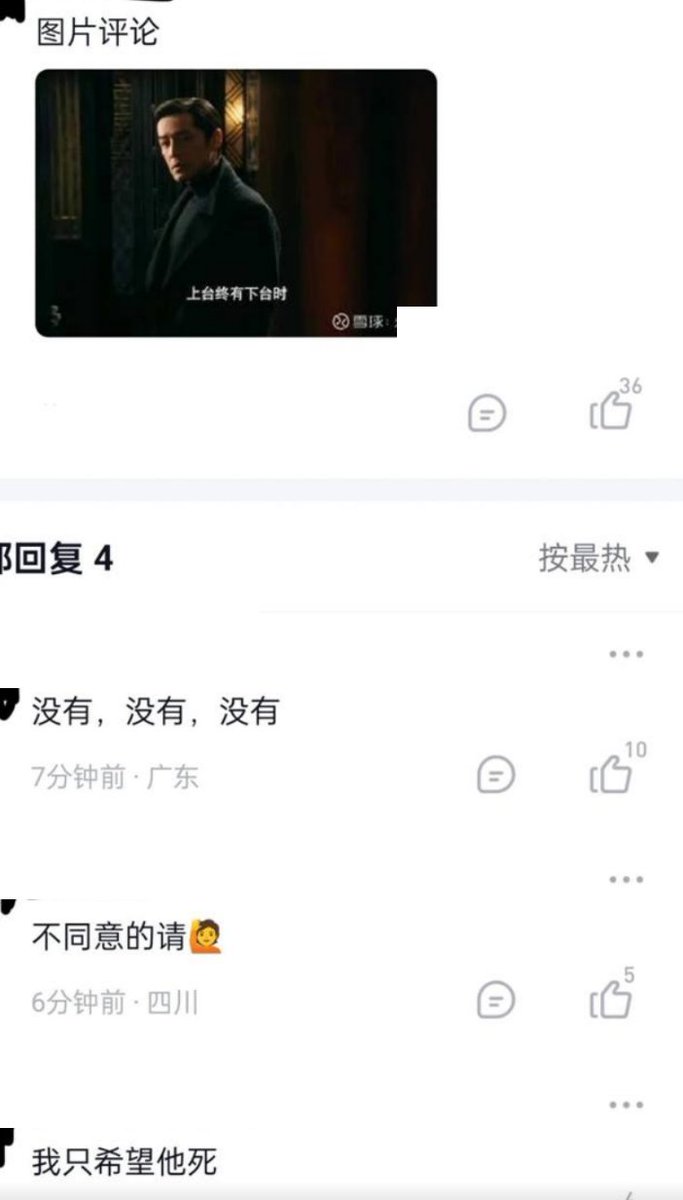 图片评论
上台终有下台时
雪球:
36
回复 4
按最热
没有，没有，没有
7分钟前 · 广东
10
不同意的请🙋
6分钟前 · 四川
5
我只希望他死